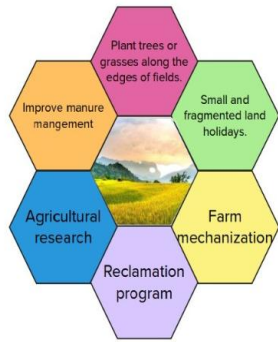 Plant trees or
grasses along the
edges of fields.
Improve manure
mangement
Small and
fragmented land
holidays.
Agricultural
research
Farm
mechanization
Reclamation
program